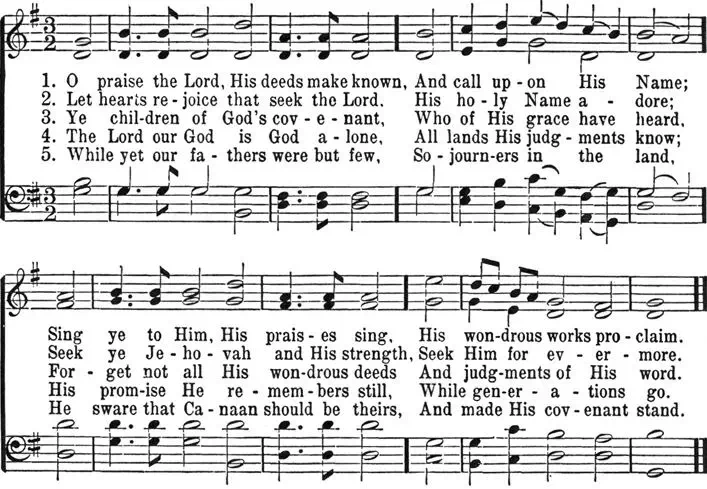 3
2
1. O praise the Lord, His deeds make known, And call up - on His Name;
2. Let hearts re - joice that seek the Lord. His ho - ly Name a - dore;
3. Ye chil - dren of God's cov - e - nant, Who of His grace have heard,
4. The Lord our God is God a - lone, All lands His judg - ments know;
5. While yet our fa - thers were but few, So - journ - ers in the land,
3
2
Sing ye to Him, His prais - es sing, His won - drous works pro - claim.
Seek ye Je - ho - vah and His strength, Seek Him for ev - er - more.
For - get not all His won - drous deeds And judg - ments of His word.
His prom - ise He re - mem - bers still, While gen - er - a - tions go.
He sware that Ca - naan should be theirs, And made His cov - enant stand.